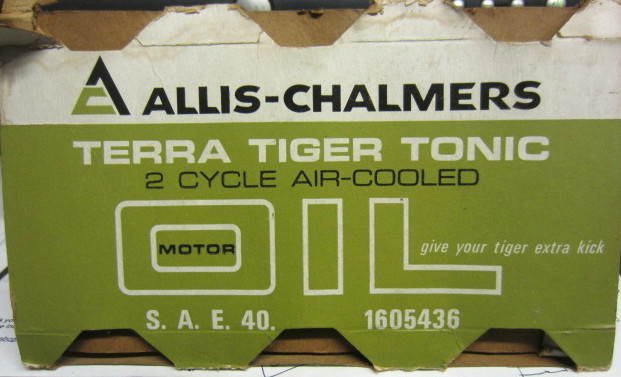 ALLIS-CHALMERS
TERRA TIGER TONIC
2 CYCLE AIR-COOLED
MOTOR OIL
give your tiger extra kick
S. A. E. 40. 1605436